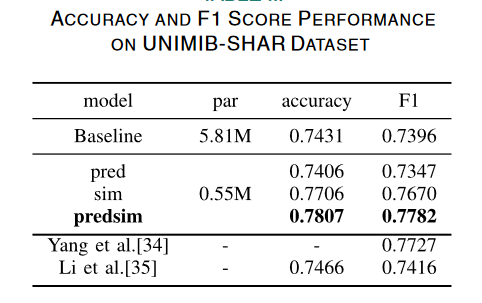 TABLE III
ACCURACY AND F1 SCORE PERFORMANCE
ON UNIMIB-SHAR DATASET
model par accuracy F1
Baseline 5.81M 0.7431 0.7396
pred 0.7406 0.7347
sim 0.55M 0.7706 0.7670
predsim 0.7807 0.7782
Yang et al.[34] - - 0.7727
Li et al.[35] - 0.7466 0.7416